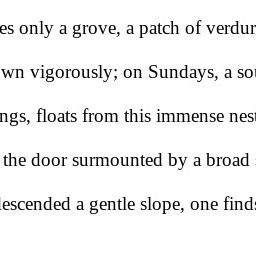 es only a grove, a patch of verdur
wn vigorously; on Sundays, a sou
ngs, floats from this immense nest
the door surmounted by a broad
descended a gentle slope, one finds